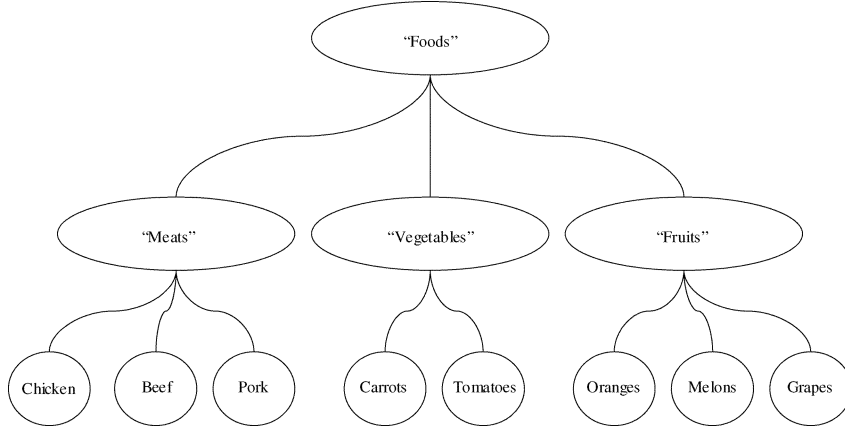 “Foods”
“Meats”
“Vegetables”
“Fruits”
Chicken
Beef
Pork
Carrots
Tomatoes
Oranges
Melons
Grapes